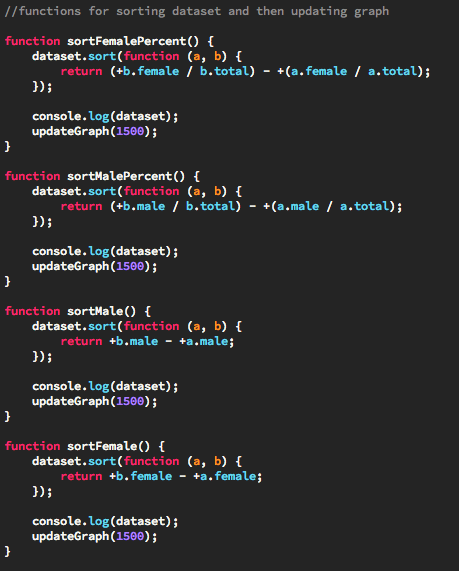 //functions for sorting dataset and then updating graph
function sortFemalePercent() {
dataset.sort(function (a, b) {
return (+b.female / b.total) - +(a.female / a.total);
});
console.log(dataset);
updateGraph(1500);
}
function sortMalePercent() {
dataset.sort(function (a, b) {
return (+b.male / b.total) - +(a.male / a.total);
});
console.log(dataset);
updateGraph(1500);
}
function sortMale() {
dataset.sort(function (a, b) {
return +b.male - +a.male;
});
console.log(dataset);
updateGraph(1500);
}
function sortFemale() {
dataset.sort(function (a, b) {
return +b.female - +a.female;
});
console.log(dataset);
updateGraph(1500);
}